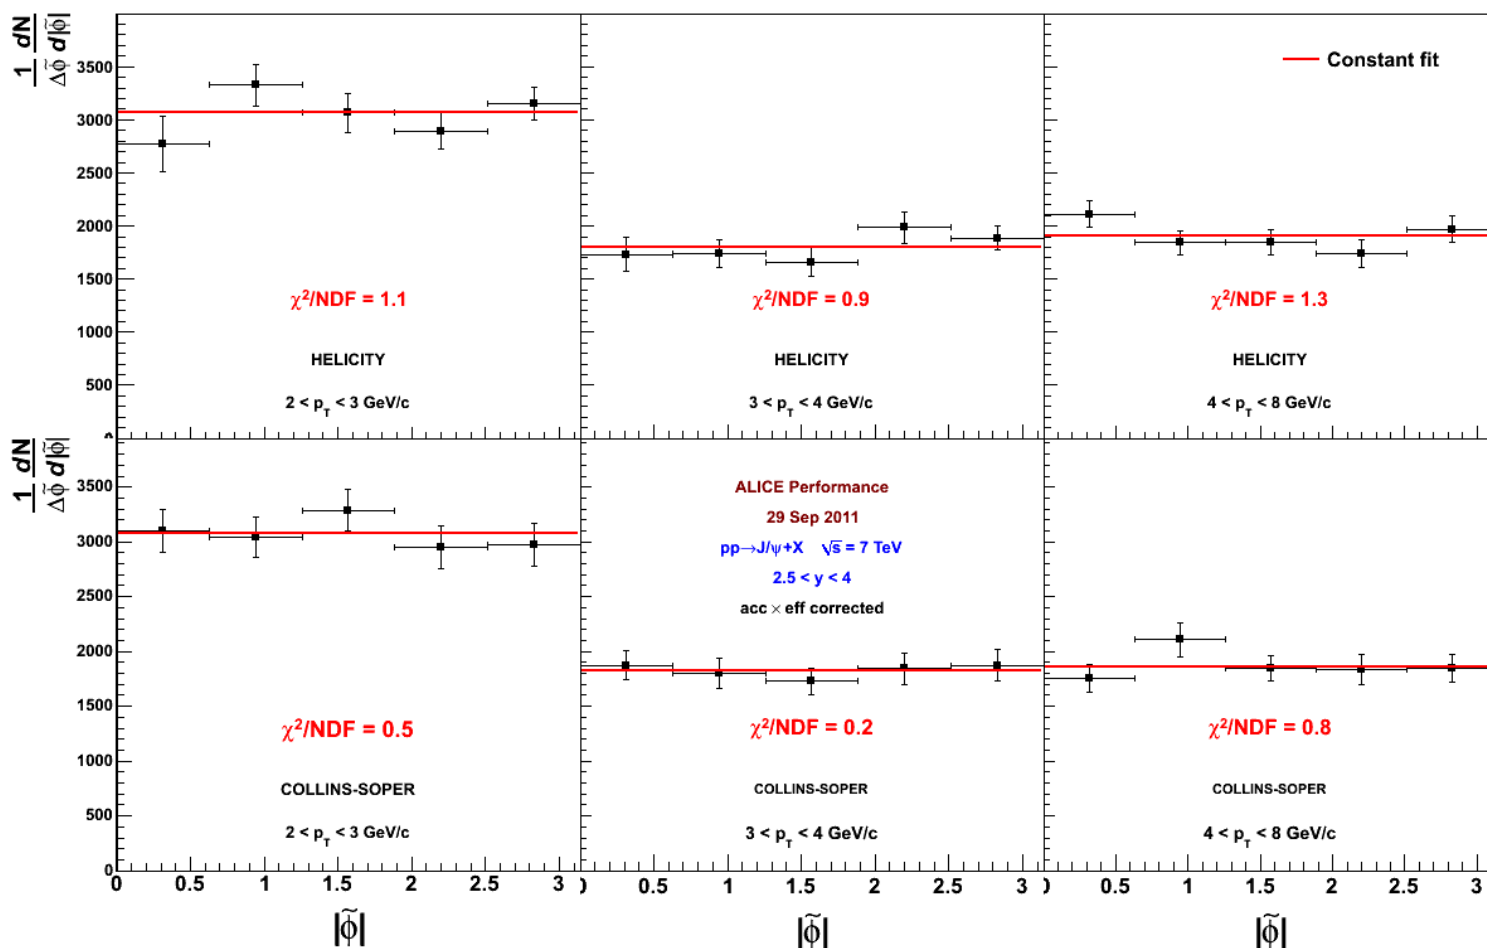 1/Δφ̃ dN/d|φ̃|
3500
3000
2500
2000
1500
1000
500
0
χ²/NDF = 1.1
HELICITY
2 < p_T < 3 GeV/c
χ²/NDF = 0.9
HELICITY
3 < p_T < 4 GeV/c
Constant fit
χ²/NDF = 1.3
HELICITY
4 < p_T < 8 GeV/c
1/Δφ̃ dN/d|φ̃|
3500
3000
2500
2000
1500
1000
500
0
χ²/NDF = 0.5
COLLINS-SOPER
2 < p_T < 3 GeV/c
ALICE Performance
29 Sep 2011
pp→J/ψ+X √s = 7 TeV
2.5 < y < 4
acc × eff corrected
χ²/NDF = 0.2
COLLINS-SOPER
3 < p_T < 4 GeV/c
χ²/NDF = 0.8
COLLINS-SOPER
4 < p_T < 8 GeV/c
0 0.5 1 1.5 2 2.5 0 0.5 1 1.5 2 2.5 3 0 0.5 1 1.5 2 2.5 3
|φ̃| |φ̃| |φ̃|